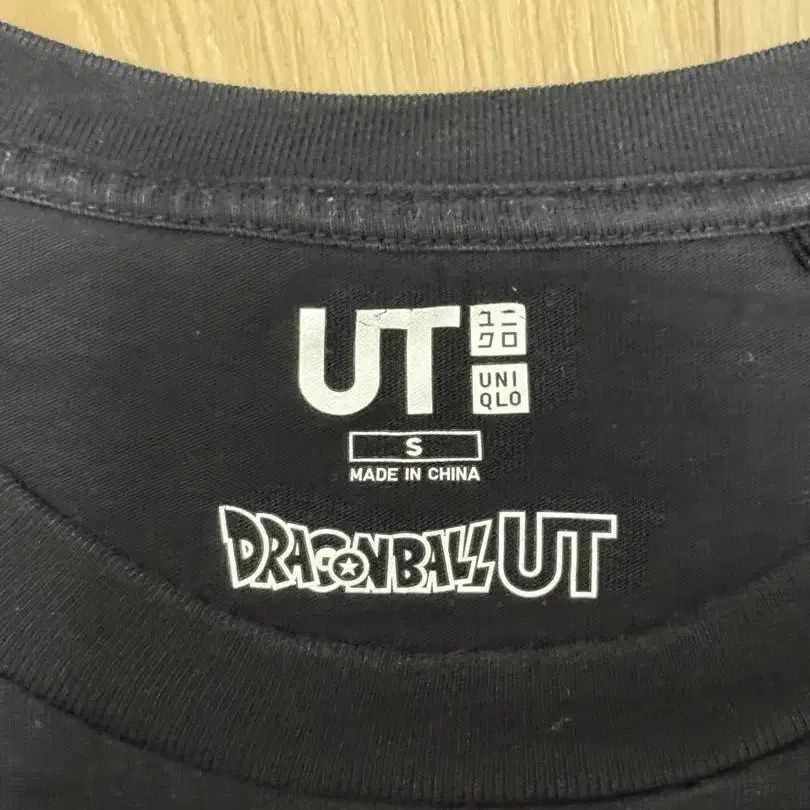 UT
ユニ
クロ
UNI
QLO
S
MADE IN CHINA
DRAGONBALL UT